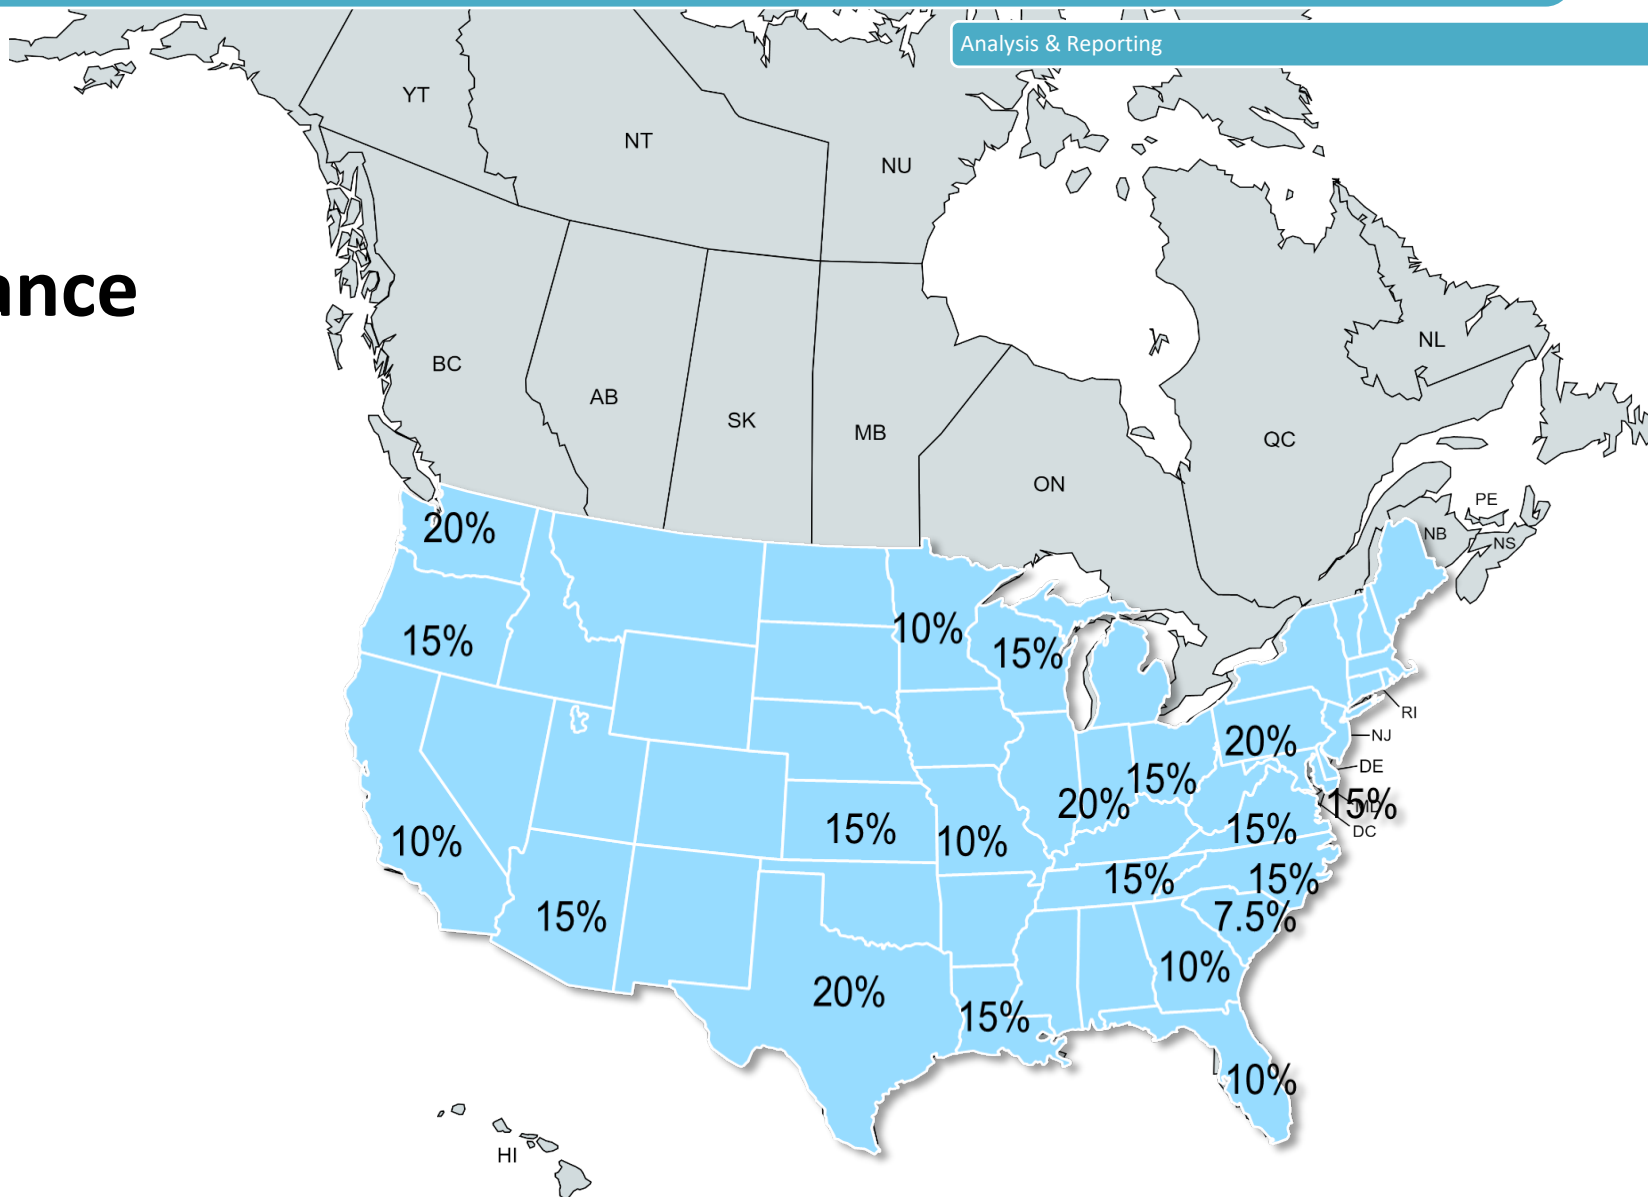 Analysis & Reporting
ance
YT
NT
NU
BC
AB
SK
MB
ON
QC
NL
PE
NB
NS
20%
15%
10%
15%
RI
20%
NJ
DE
15%
20%
15%
MD
DC
10%
15%
10%
15%
15%
15%
15%
7.5%
10%
20%
15%
10%
HI